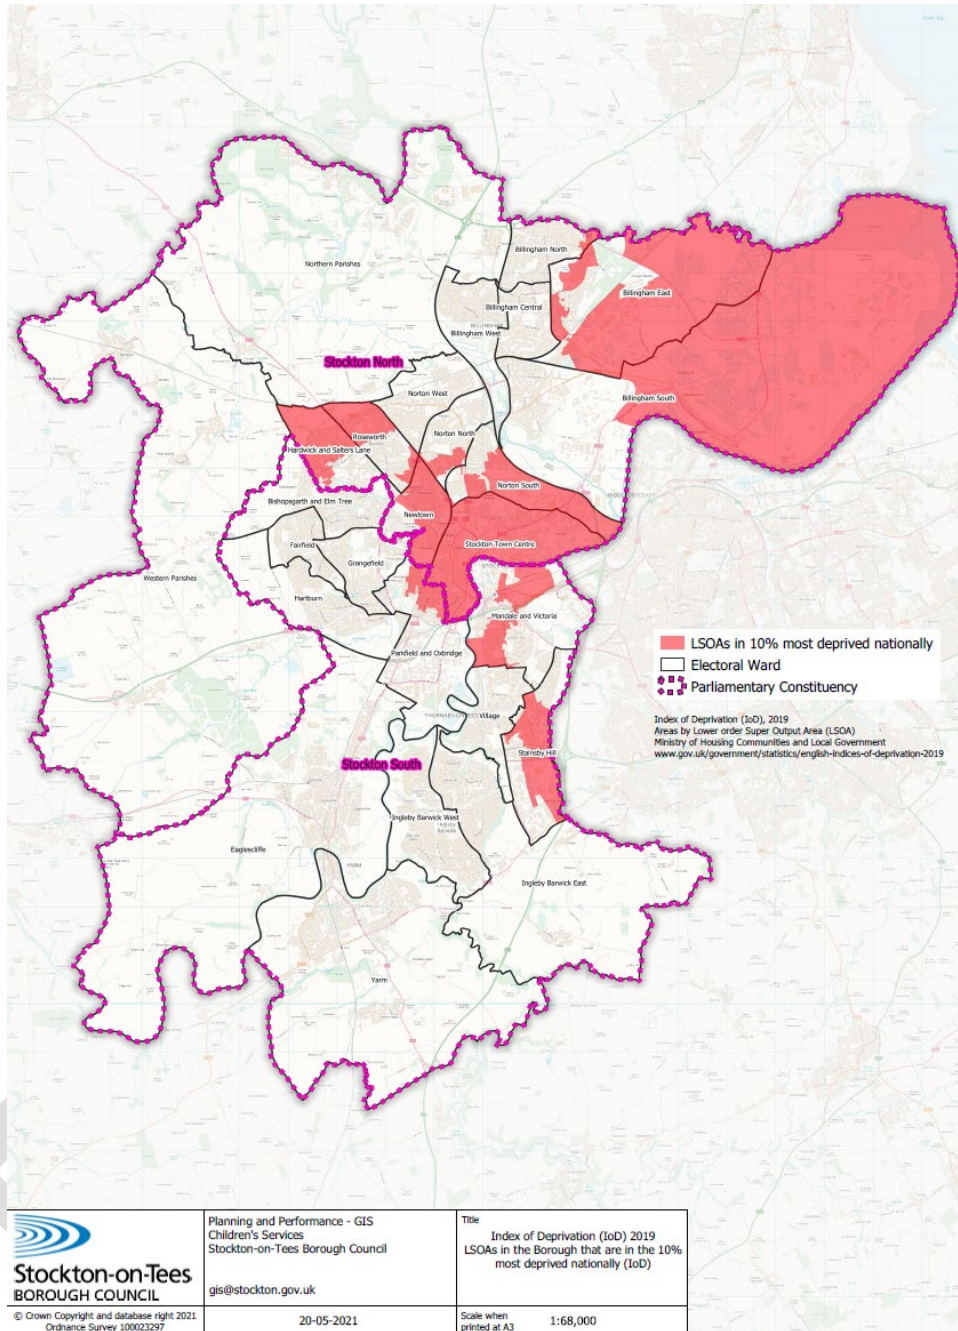 Northern Parishes
Billingham North
Billingham East
Billingham Central
BILLINGHAM
Billingham West
Stockton North
Norton West
Billingham South
Roseworth
Norton North
Hardwick and Salters Lane
Norton South
Bishopsgarth and Elm Tree
Newtown
Fairfield
Stockton Town Centre
Grangefield
Western Parishes
Hartburn
Mandale and Victoria
Parkfield and Oxbridge
LSOAs in 10% most deprived nationally
Electoral Ward
Parliamentary Constituency
Village
Index of Deprivation (IoD), 2019
Areas by Lower order Super Output Area (LSOA)
Ministry of Housing Communities and Local Government
www.gov.uk/government/statistics/english-indices-of-deprivation-2019
Stainsby Hill
Stockton South
Ingleby Barwick West
Ingleby
Barwick
Eaglescliffe
YARM
Ingleby Barwick East
Yarm
Stockton-on-Tees
BOROUGH COUNCIL
© Crown Copyright and database right 2021
Ordnance Survey 100023297
Planning and Performance - GIS
Children's Services
Stockton-on-Tees Borough Council
gis@stockton.gov.uk
20-05-2021
Title
Index of Deprivation (IoD) 2019
LSOAs in the Borough that are in the 10%
most deprived nationally (IoD)
Scale when
printed at A3
1:68,000